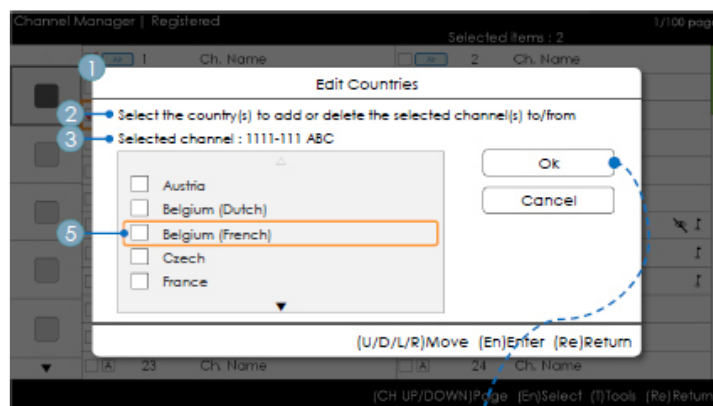 Channel Manager | Registered
1/100 page
Selected items : 2
Air 1 Ch. Name
Air 2 Ch. Name
1
Edit Countries
2 Select the country(s) to add or delete the selected channel(s) to/from
3 Selected channel : 1111-111 ABC
Ok
Austria
Cancel
Belgium (Dutch)
5 Belgium (French)
Czech
France
(U/D/L/R)Move (En)Enter (Re)Return
A 23 Ch. Name
A 24 Ch. Name
(CH UP/DOWN)Page (En)Select (T)Tools (Re)Return